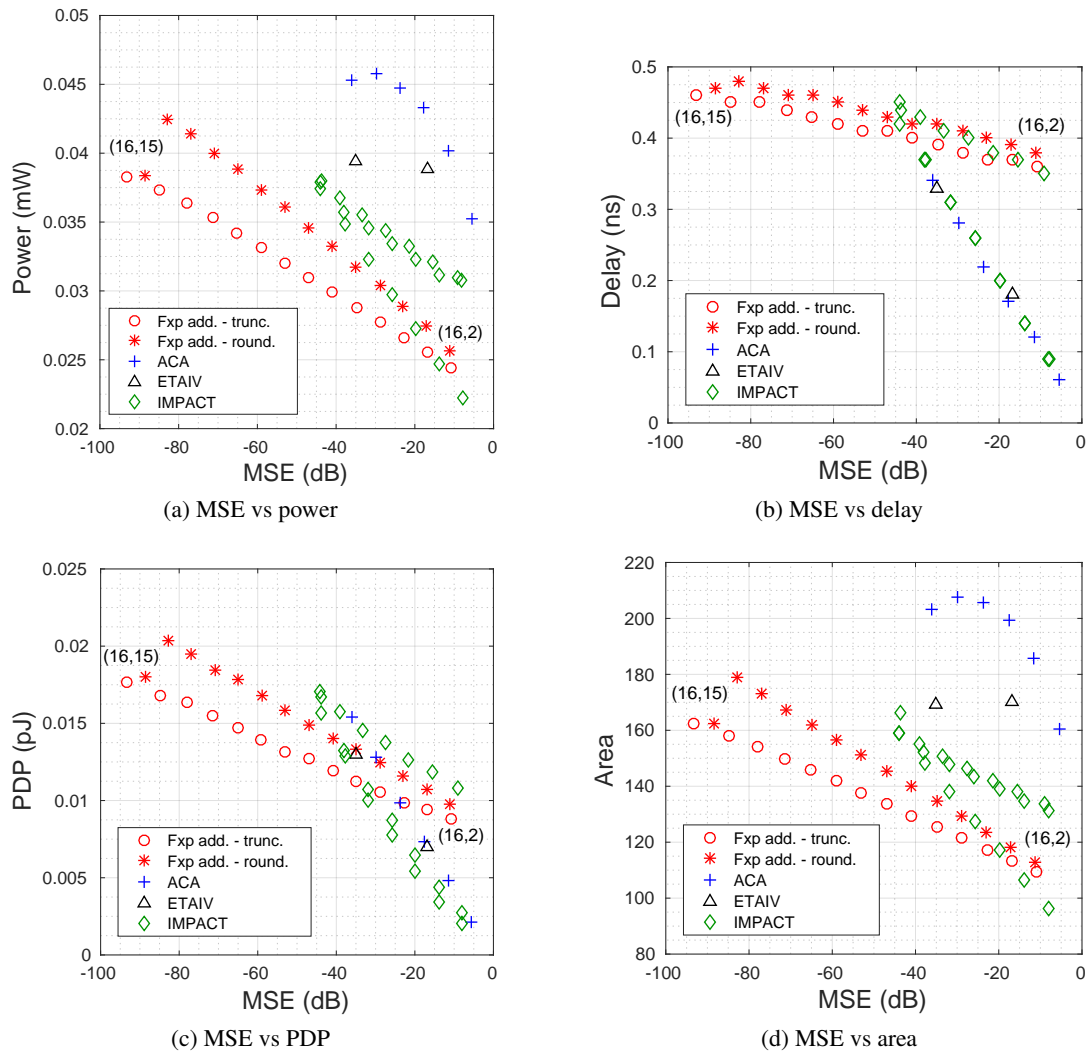 0.05
0.045
0.04
0.035
0.03
0.025
0.02
Power (mW)
(16,15)
(16,2)
Fxp add. - trunc.
Fxp add. - round.
ACA
ETAIV
IMPACT
-100 -80 -60 -40 -20 0
MSE (dB)
(a) MSE vs power
0.5
0.4
0.3
0.2
0.1
0
Delay (ns)
(16,15)
(16,2)
Fxp add. - trunc.
Fxp add. - round.
ACA
ETAIV
IMPACT
-100 -80 -60 -40 -20 0
MSE (dB)
(b) MSE vs delay
0.025
0.02
0.015
0.01
0.005
0
PDP (pJ)
(16,15)
(16,2)
Fxp add. - trunc.
Fxp add. - round.
ACA
ETAIV
IMPACT
-100 -80 -60 -40 -20 0
MSE (dB)
(c) MSE vs PDP
220
200
180
160
140
120
100
80
Area
(16,15)
(16,2)
Fxp add. - trunc.
Fxp add. - round.
ACA
ETAIV
IMPACT
-100 -80 -60 -40 -20 0
MSE (dB)
(d) MSE vs area